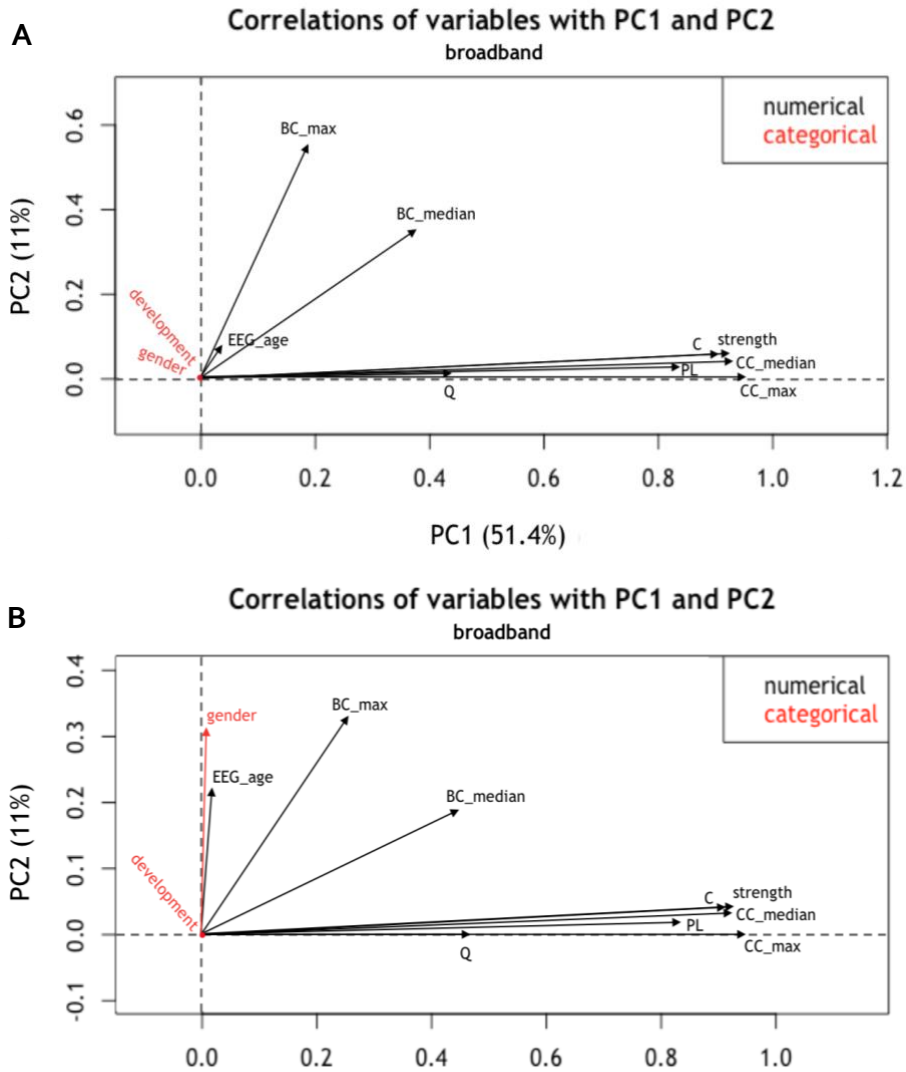 A
Correlations of variables with PC1 and PC2
broadband
numerical
categorical
PC2 (11%)
0.6
0.4
0.2
0.0
BC_max
BC_median
development
gender
EEG_age
C strength
CC_median
PL
CC_max
Q
0.0 0.2 0.4 0.6 0.8 1.0 1.2
PC1 (51.4%)
B
Correlations of variables with PC1 and PC2
broadband
numerical
categorical
PC2 (11%)
0.4
0.3
0.2
0.1
0.0
-0.1
gender
BC_max
EEG_age
BC_median
development
C strength
CC_median
PL
CC_max
Q
0.0 0.2 0.4 0.6 0.8 1.0